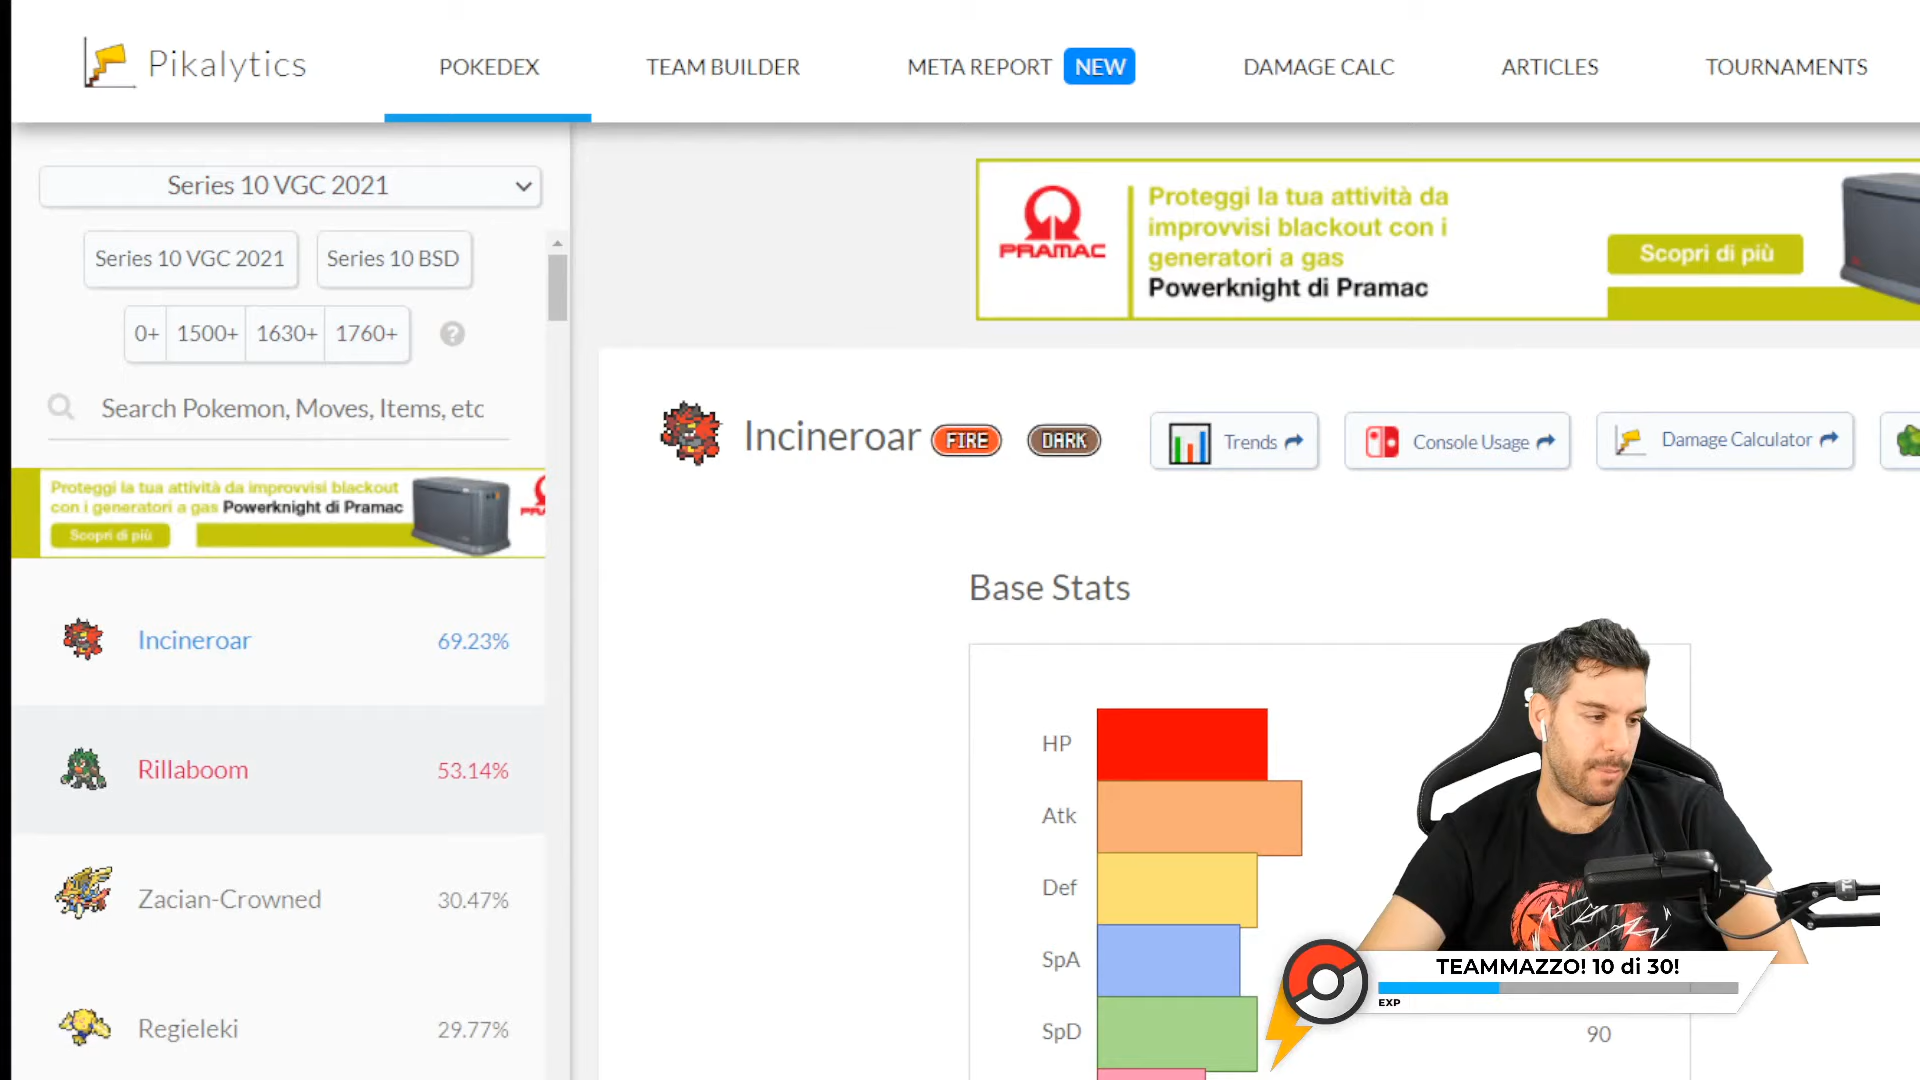 Pikalytics
POKEDEX
TEAM BUILDER
META REPORT NEW
DAMAGE CALC
ARTICLES
TOURNAMENTS
Series 10 VGC 2021
Series 10 VGC 2021
Series 10 BSD
0+ 1500+ 1630+ 1760+ ?
Search Pokemon, Moves, Items, etc
Proteggi la tua attività da improvvisi blackout
con i generatori a gas Powerknight di Pramac
Scopri di più
Incineroar 69.23%
Rillaboom 53.14%
Zacian-Crowned 30.47%
Regieleki 29.77%
PRAMAC
Proteggi la tua attività da
improvvisi blackout con i
generatori a gas
Powerknight di Pramac
Scopri di più
Incineroar FIRE DARK
Trends
Console Usage
Damage Calculator
Base Stats
HP
Atk
Def
SpA
SpD
90
TEAMMAZZO! 10 di 30!
EXP